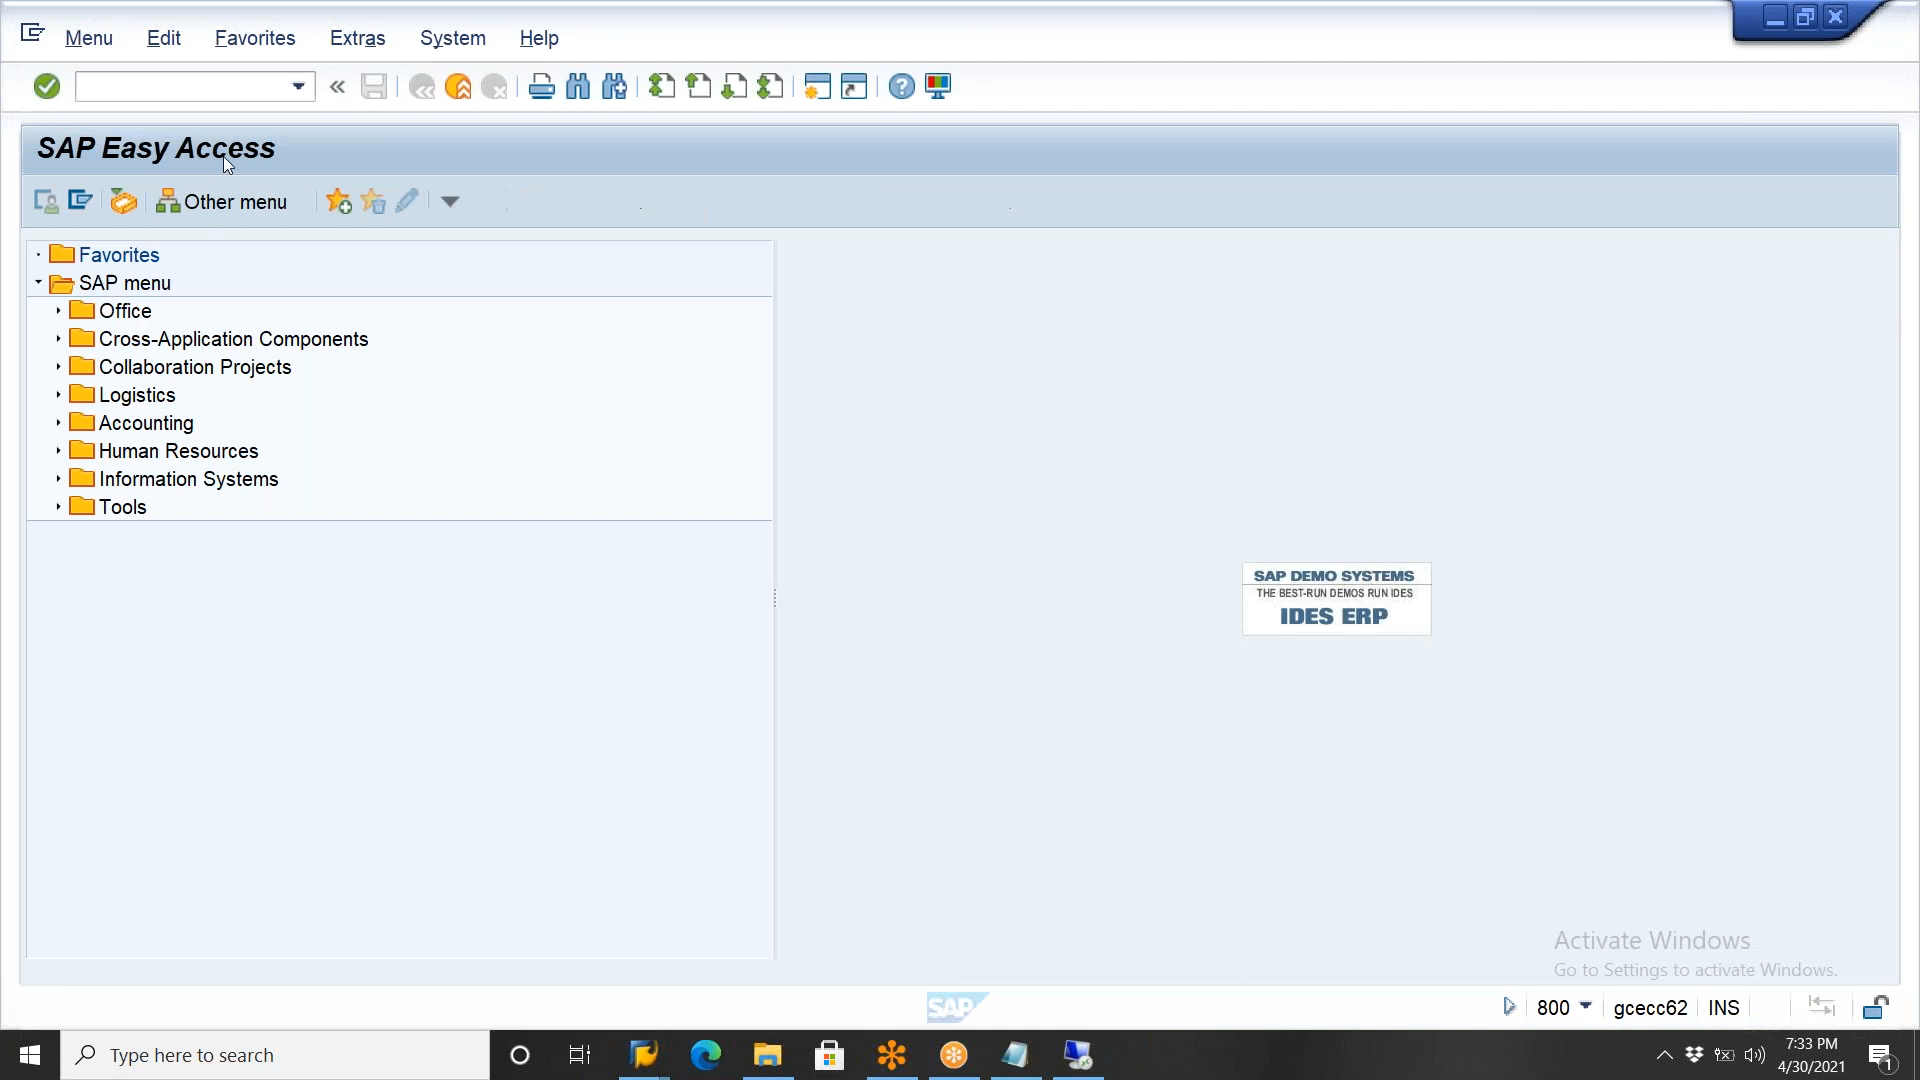 Menu Edit Favorites Extras System Help
SAP Easy Access
Other menu
Favorites
SAP menu
Office
Cross-Application Components
Collaboration Projects
Logistics
Accounting
Human Resources
Information Systems
Tools
SAP DEMO SYSTEMS
THE BEST-RUN DEMOS RUN IDES
IDES ERP
Activate Windows
Go to Settings to activate Windows.
SAP
800 gcecc62 INS
Type here to search
7:33 PM
4/30/2021
1